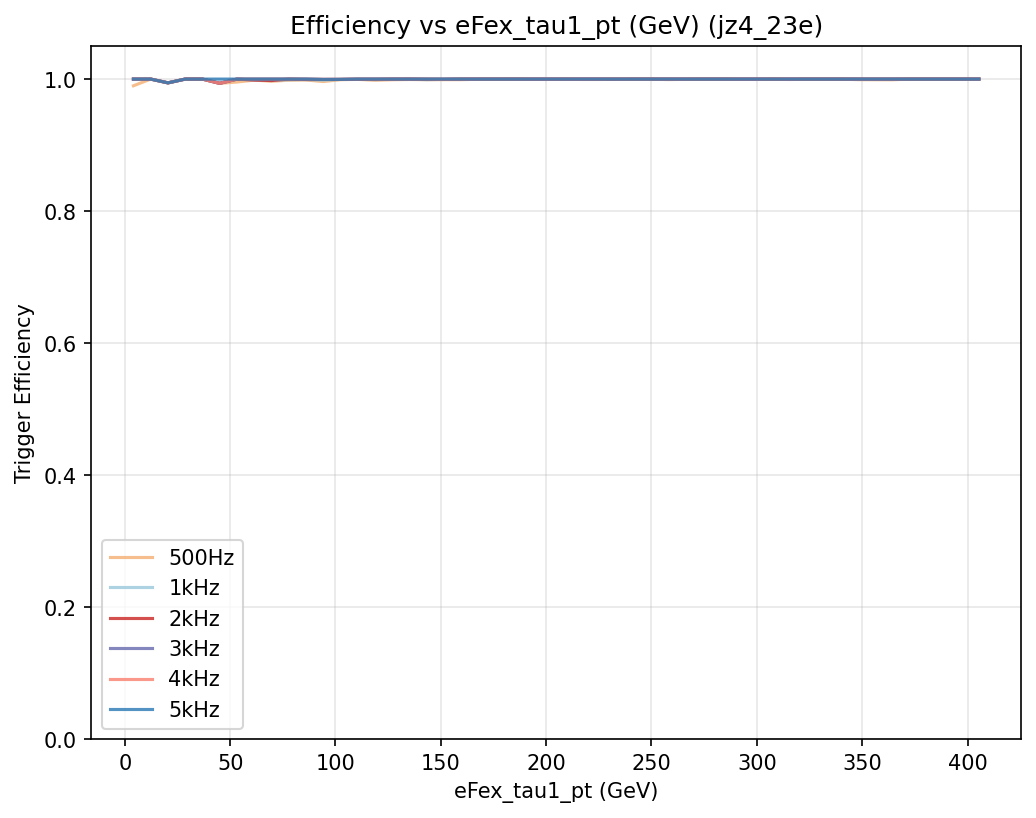 Efficiency vs eFex_tau1_pt (GeV) (jz4_23e)
Trigger Efficiency
1.0
0.8
0.6
0.4
0.2
0.0
500Hz
1kHz
2kHz
3kHz
4kHz
5kHz
0 50 100 150 200 250 300 350 400
eFex_tau1_pt (GeV)